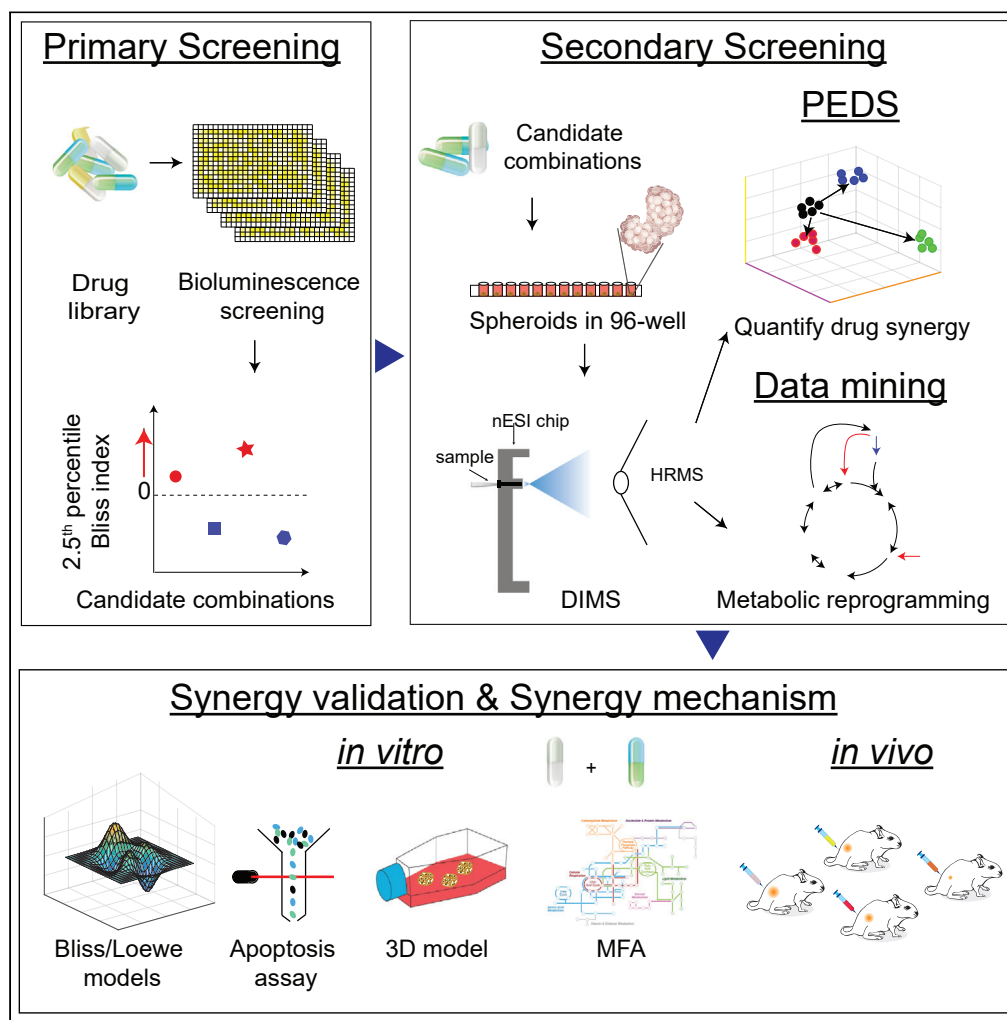 Primary Screening
Drug
library
Bioluminescence
screening
2.5th percentile
Bliss index
0
Candidate combinations
Secondary Screening
Candidate
combinations
Spheroids in 96-well
nESI chip
sample
HRMS
DIMS
PEDS
Quantify drug synergy
Data mining
Metabolic reprogramming
Synergy validation & Synergy mechanism
in vitro
+
in vivo
Bliss/Loewe
models
Apoptosis
assay
3D model
MFA